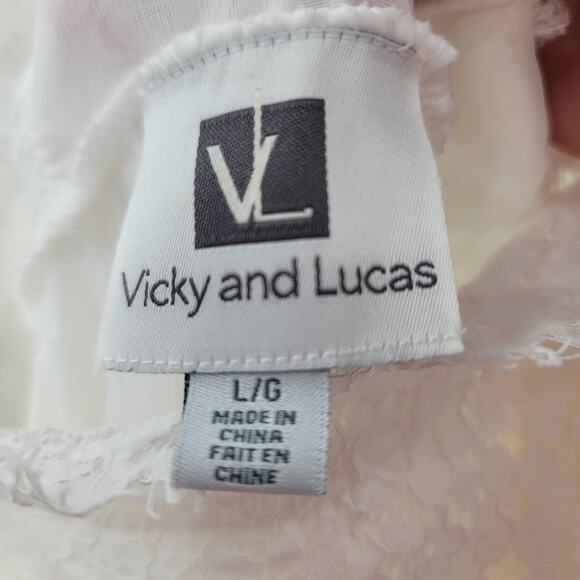 VL
Vicky and Lucas
L/G
MADE IN
CHINA
FAIT EN
CHINE